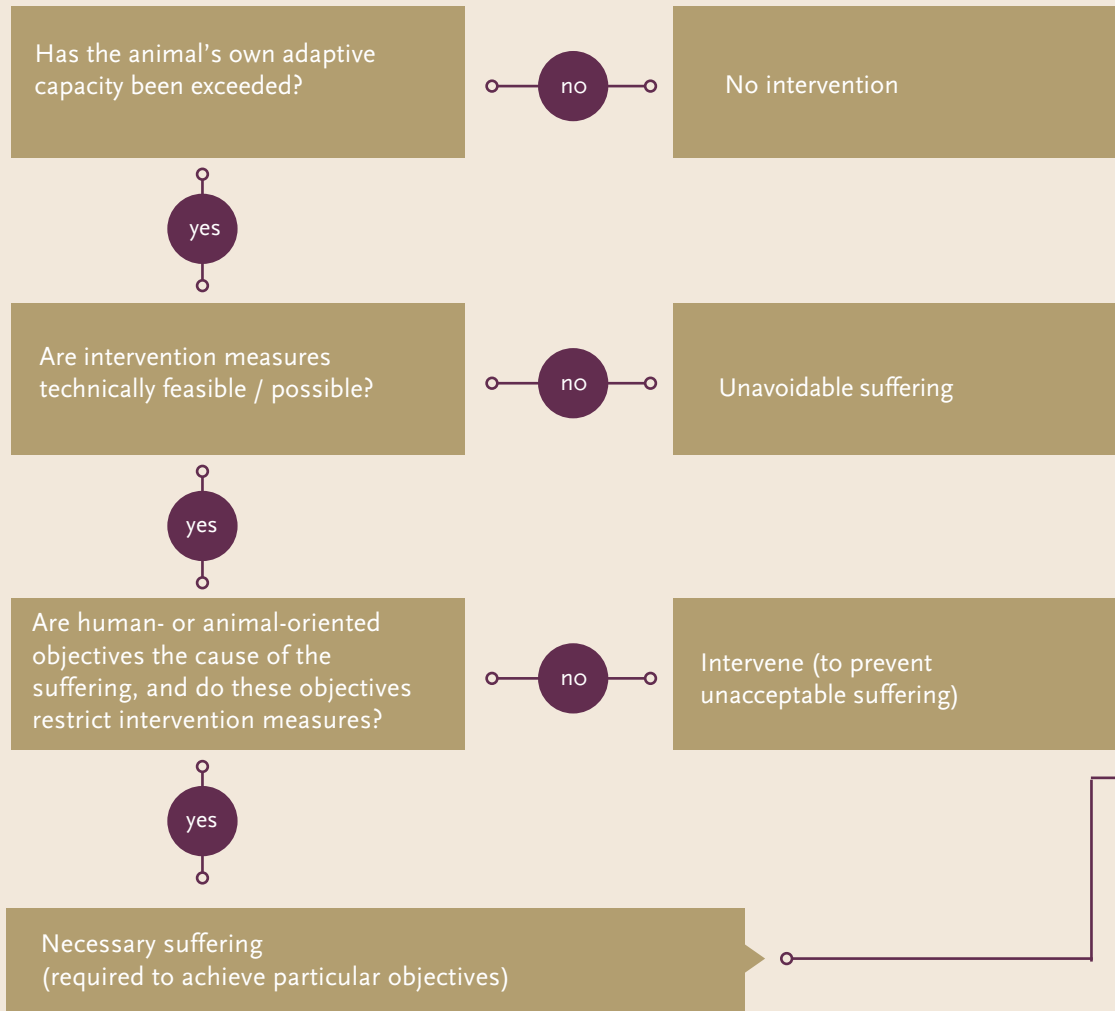 Has the animal’s own adaptive
capacity been exceeded?
no
No intervention
yes
Are intervention measures
technically feasible / possible?
no
Unavoidable suffering
yes
Are human- or animal-oriented
objectives the cause of the
suffering, and do these objectives
restrict intervention measures?
no
Intervene (to prevent
unacceptable suffering)
yes
Necessary suffering
(required to achieve particular objectives)